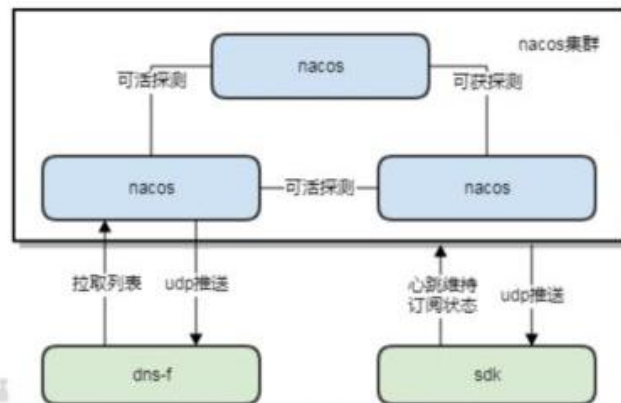 nacos集群
nacos
可活探测
可获探测
nacos
可活探测
nacos
拉取列表
udp推送
心跳维持
订阅状态
udp推送
dns-f
sdk